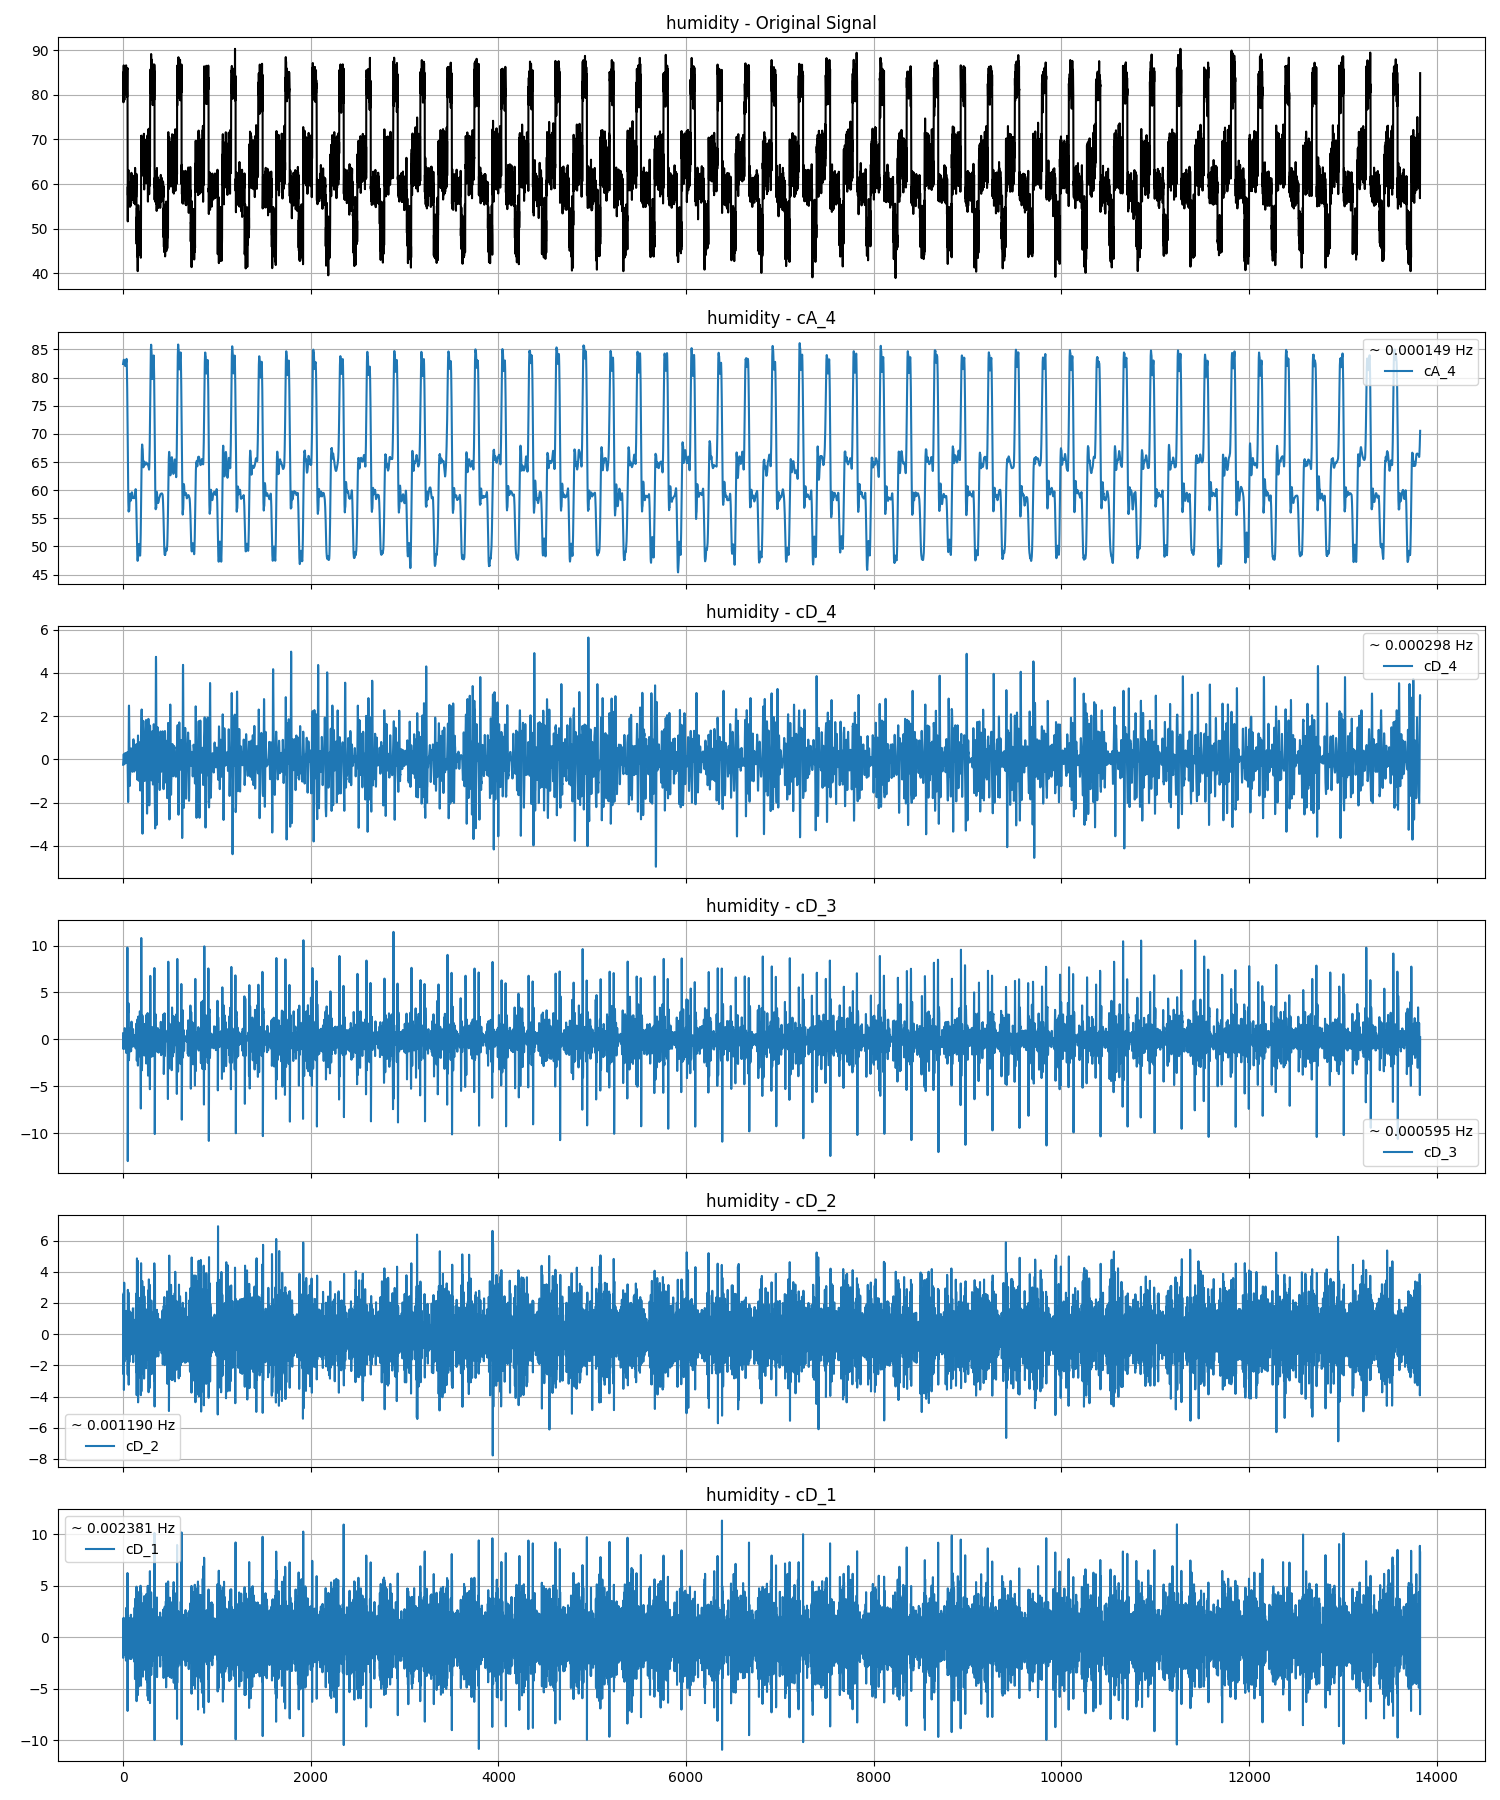 humidity - Original Signal
90
80
70
60
50
40
humidity - cA_4
85
80
75
70
65
60
55
50
45
~ 0.000149 Hz
cA_4
humidity - cD_4
6
4
2
0
−2
−4
~ 0.000298 Hz
cD_4
humidity - cD_3
10
5
0
−5
−10
~ 0.000595 Hz
cD_3
humidity - cD_2
6
4
2
0
−2
−4
−6
−8
~ 0.001190 Hz
cD_2
humidity - cD_1
10
5
0
−5
−10
~ 0.002381 Hz
cD_1
0 2000 4000 6000 8000 10000 12000 14000